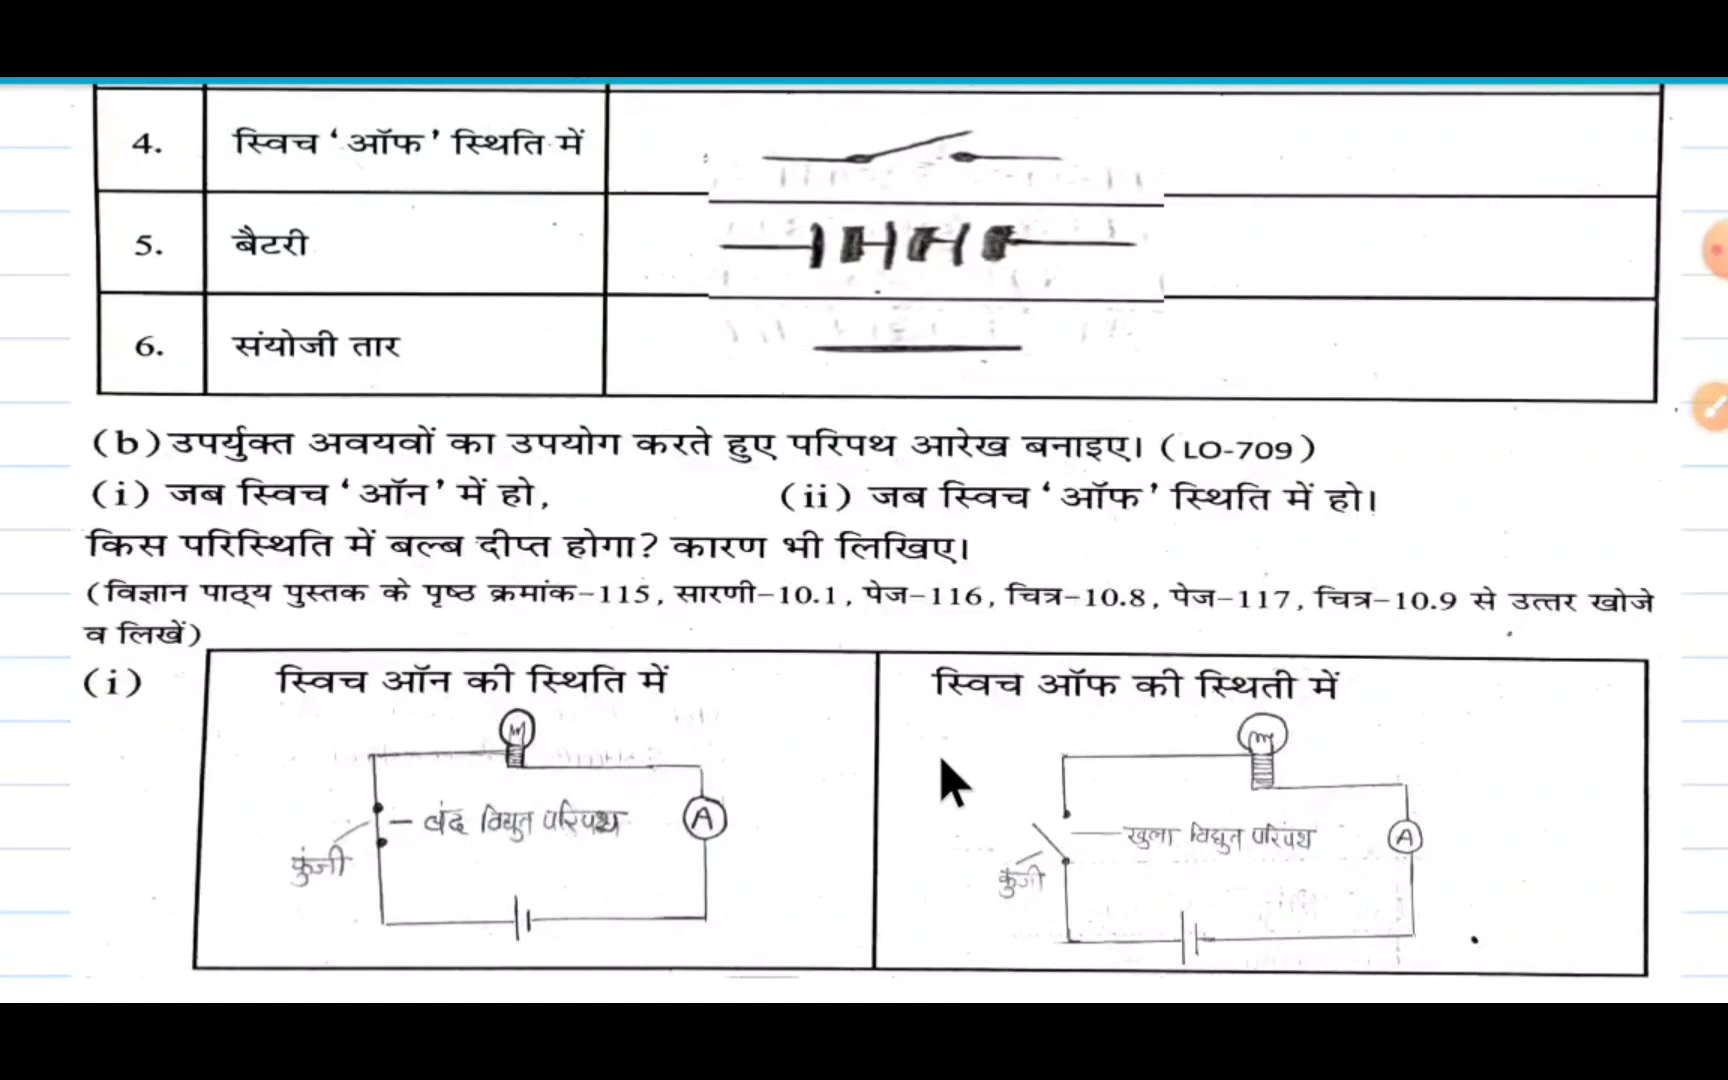 4. स्विच ‘ऑफ’ स्थिति में
5. बैटरी
6. संयोजी तार
(b) उपर्युक्त अवयवों का उपयोग करते हुए परिपथ आरेख बनाइए। (LO-709)
(i) जब स्विच ‘ऑन’ में हो, (ii) जब स्विच ‘ऑफ’ स्थिति में हो।
किस परिस्थिति में बल्ब दीप्त होगा? कारण भी लिखिए।
(विज्ञान पाठ्य पुस्तक के पृष्ठ क्रमांक-115, सारणी-10.1, पेज-116, चित्र-10.8, पेज-117, चित्र-10.9 से उत्तर खोजे
व लिखें)
(i) स्विच ऑन की स्थिति में
बंद विद्युत परिपथ
A
कुंजी
स्विच ऑफ की स्थिती में
खुला विद्युत परिपथ
A
कुंजी